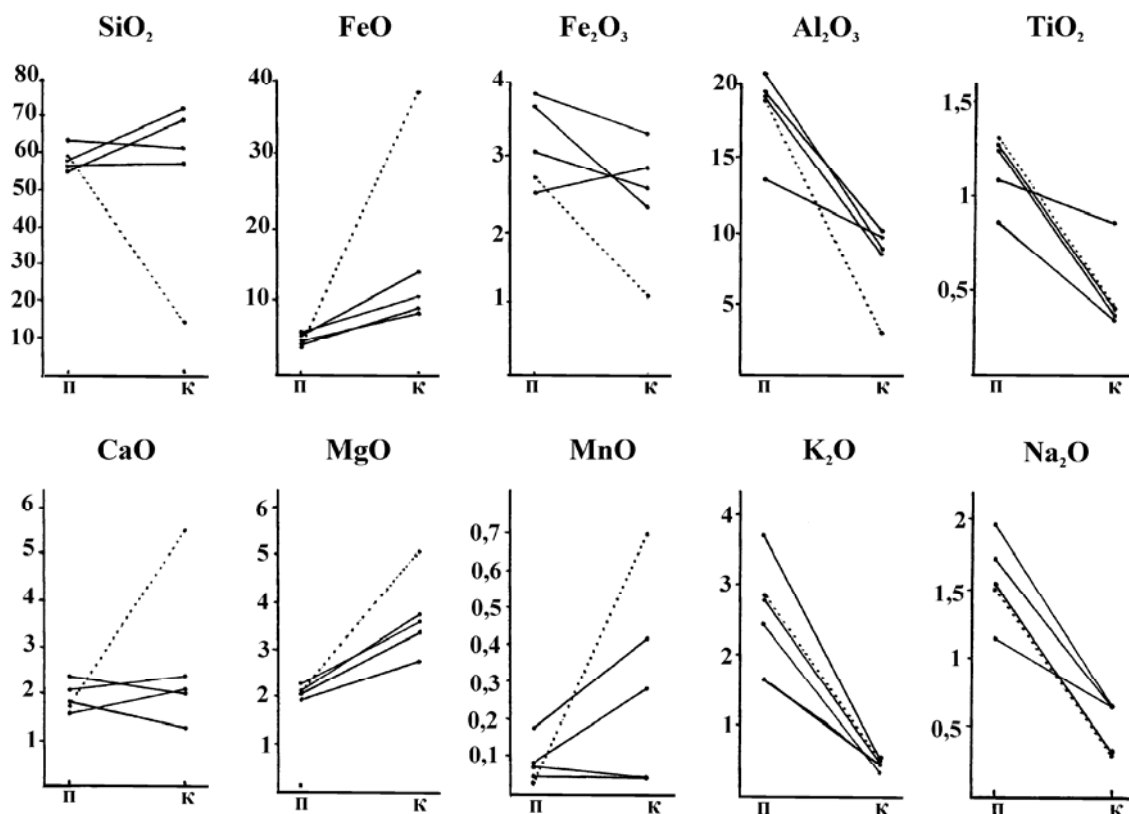 SiO₂ FeO Fe₂O₃ Al₂O₃ TiO₂
80 70 60 50 40 30 20 10 П К
40 30 20 10 П К
4 3 2 1 П К
20 15 10 5 П К
1,5 1 0,5 П К
CaO MgO MnO K₂O Na₂O
6 5 4 3 2 1 П К
6 5 4 3 2 1 П К
0,7 0,6 0,5 0,4 0,3 0,2 0,1 П К
4 3 2 1 П К
2 1,5 1 0,5 П К